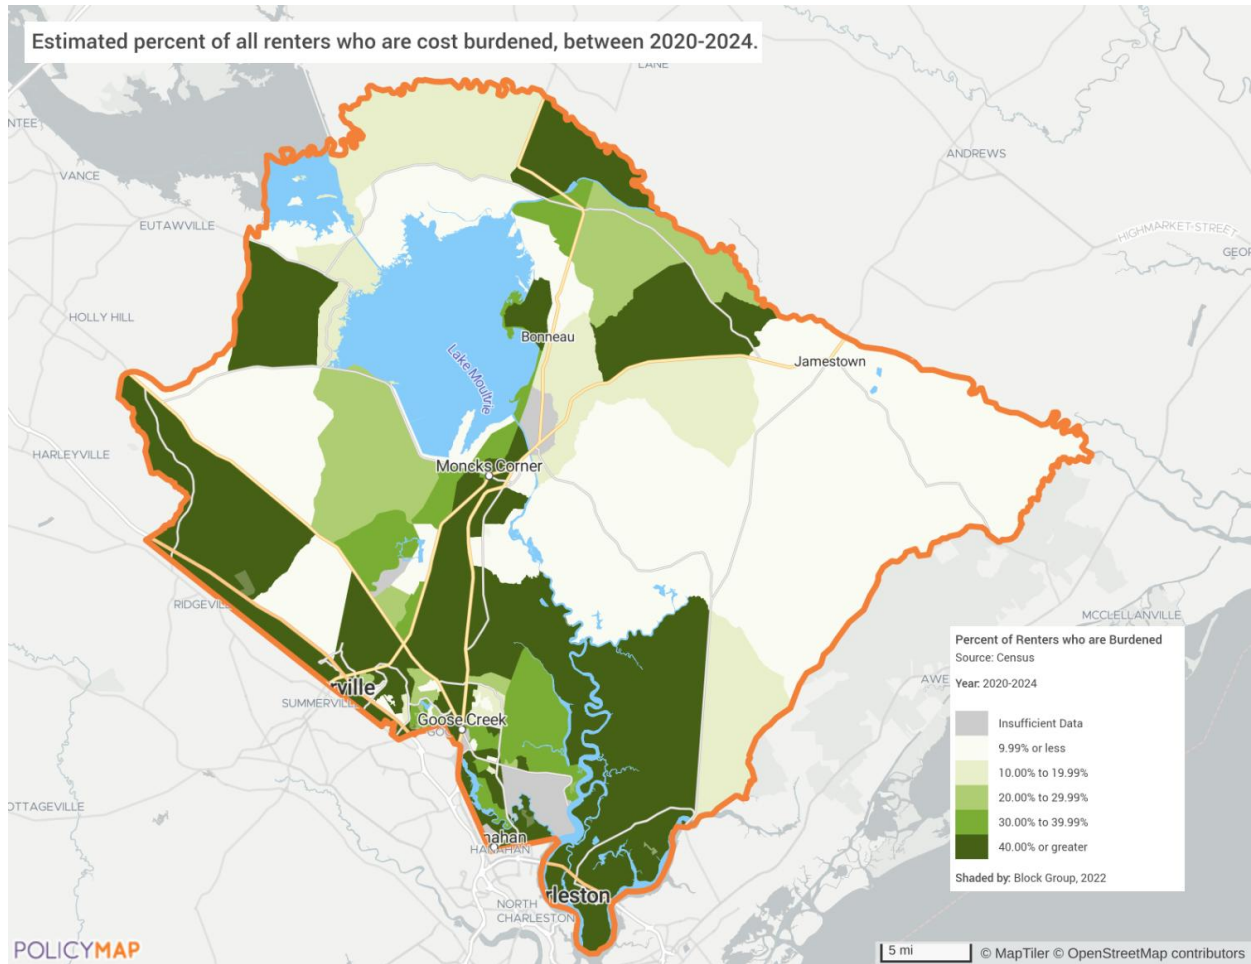 Estimated percent of all renters who are cost burdened, between 2020-2024.
LANE
NTEE
ANDREWS
VANCE
EUTAWVILLE
HIGHMARKET-STREET
GEOR
HOLLY HILL
Bonneau
Lake Moultrie
Jamestown
HARLEYVILLE
Moncks Corner
RIDGEVILLE
MCCLELLANVILLE
Percent of Renters who are Burdened
Source: Census
Year: 2020-2024
AWE
rville
SUMMERVILLE
Goose Creek
GO
Insufficient Data
9.99% or less
10.00% to 19.99%
20.00% to 29.99%
30.00% to 39.99%
40.00% or greater
OTTAGEVILLE
nahan
HANAHAN
Shaded by: Block Group, 2022
rleston
NORTH
CHARLESTON
POLICYMAP
5 mi
© MapTiler © OpenStreetMap contributors